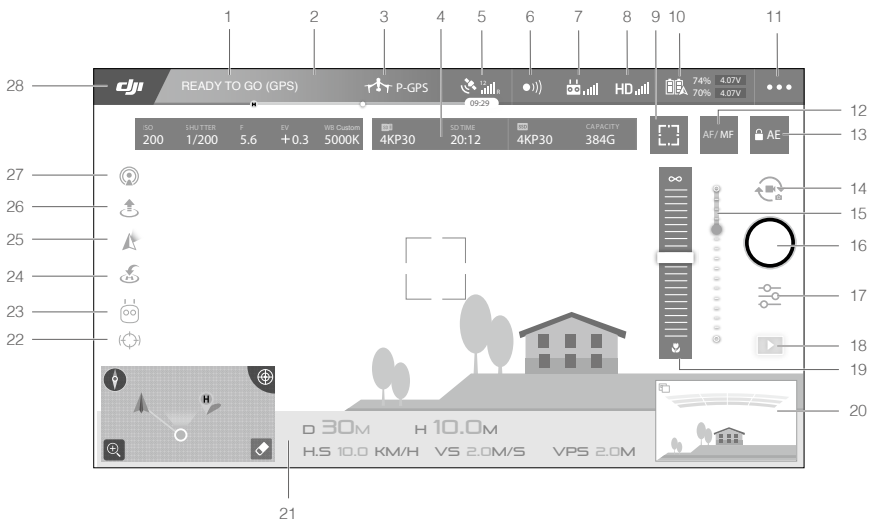 1 2 3 4 5 6 7 8 9 10 11
28 dji READY TO GO (GPS) P-GPS 12 R HD A 74% 4.07V
70% 4.07V
H 09:29
12
ISO SHUTTER F EV WB Custom SD TIME CAPACITY
200 1/200 5.6 +0.3 5000K 4KP30 20:12 4KP30 384G AF/MF AE 13
27 ∞ 14
26 15
25 16
24 H
23 17
22 18
19
H 20
D 30M H 10.0M
H.S 10.0 KM/H VS 2.0M/S VPS 2.0M
21